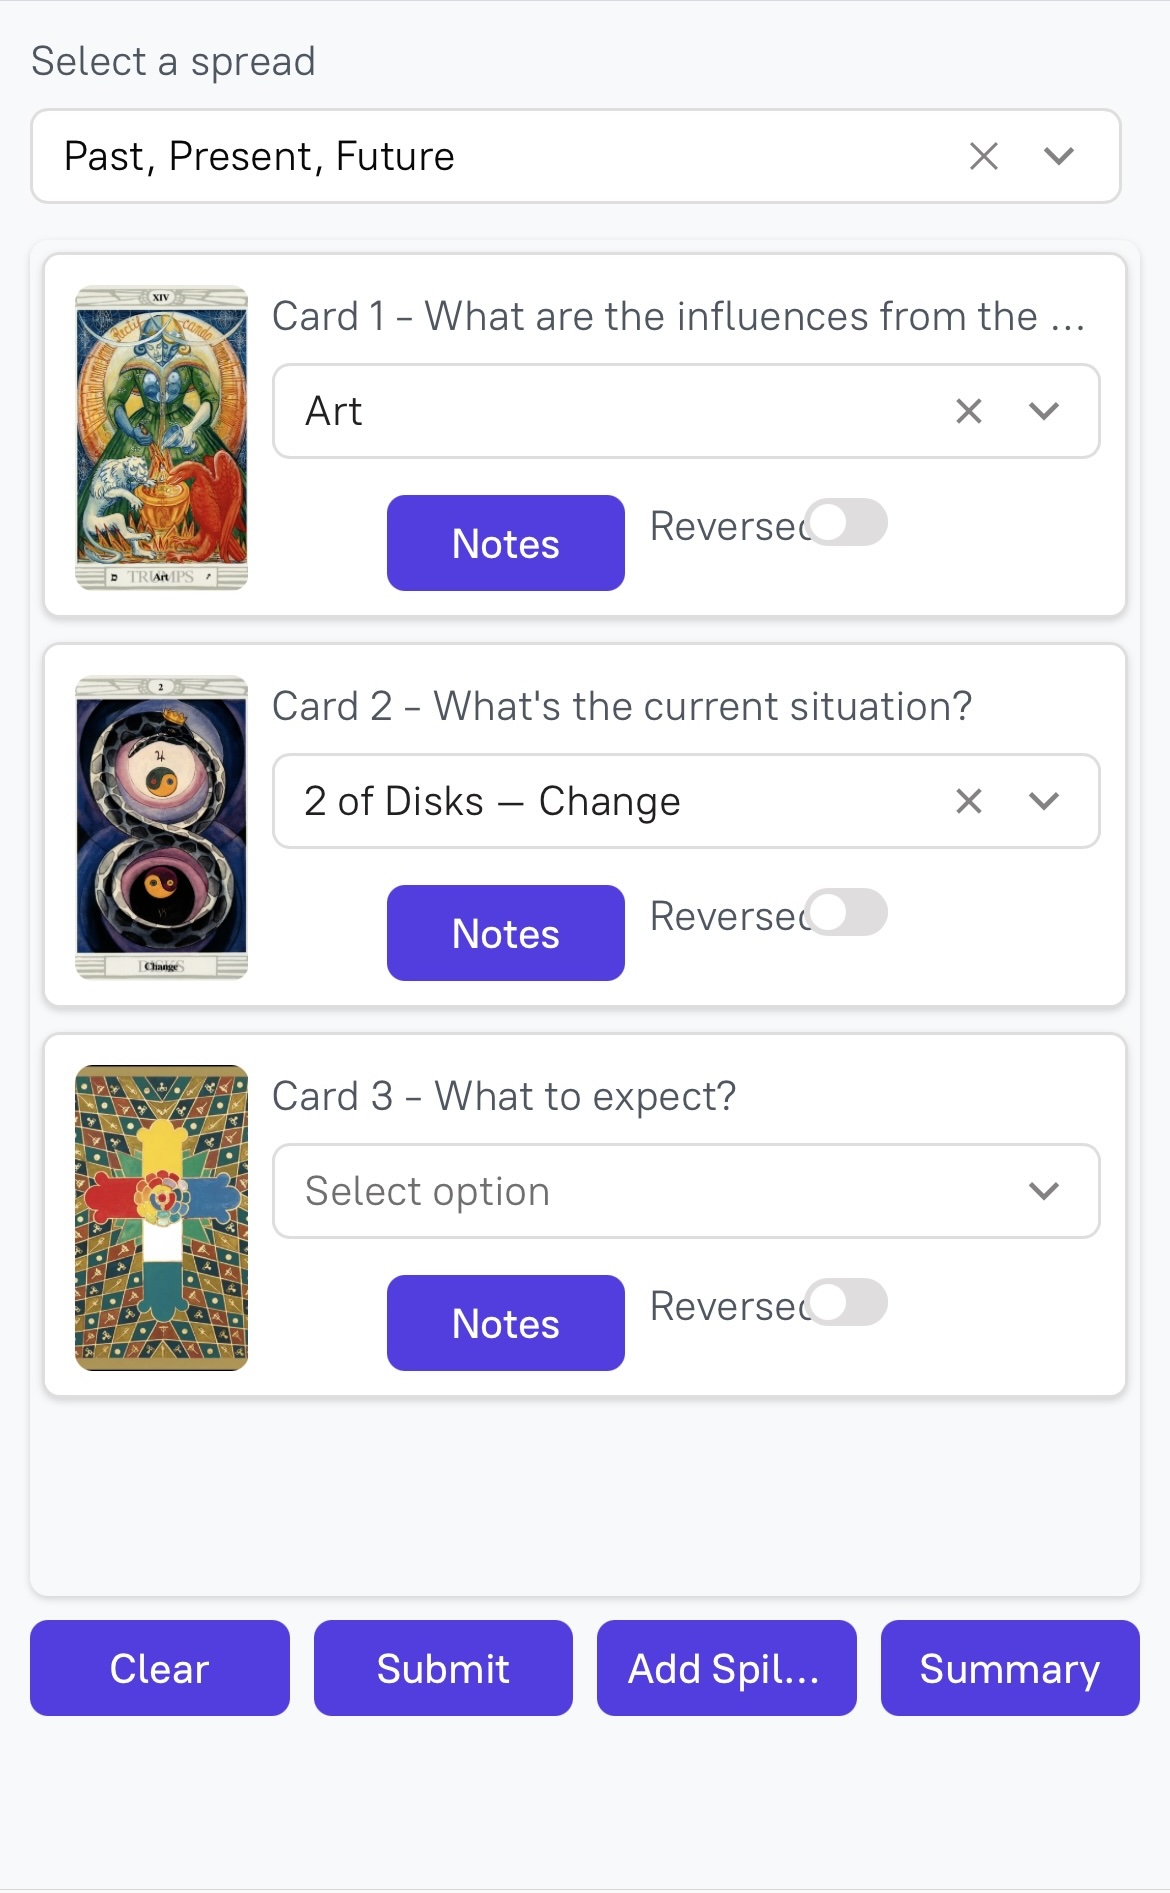 Select a spread
Past, Present, Future
XIV
Card 1 – What are the influences from the ...
Art
Notes
Reversed
TRUMPS
Art
2
Card 2 – What's the current situation?
2 of Disks — Change
Notes
Reversed
DISKS
Change
Card 3 – What to expect?
Select option
Notes
Reversed
Clear
Submit
Add Spil...
Summary